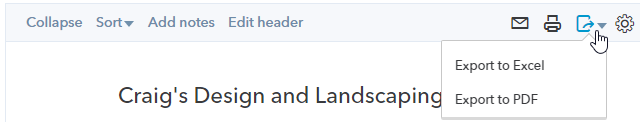 Collapse Sort Add notes Edit header
Export to Excel
Craig's Design and Landscaping
Export to PDF